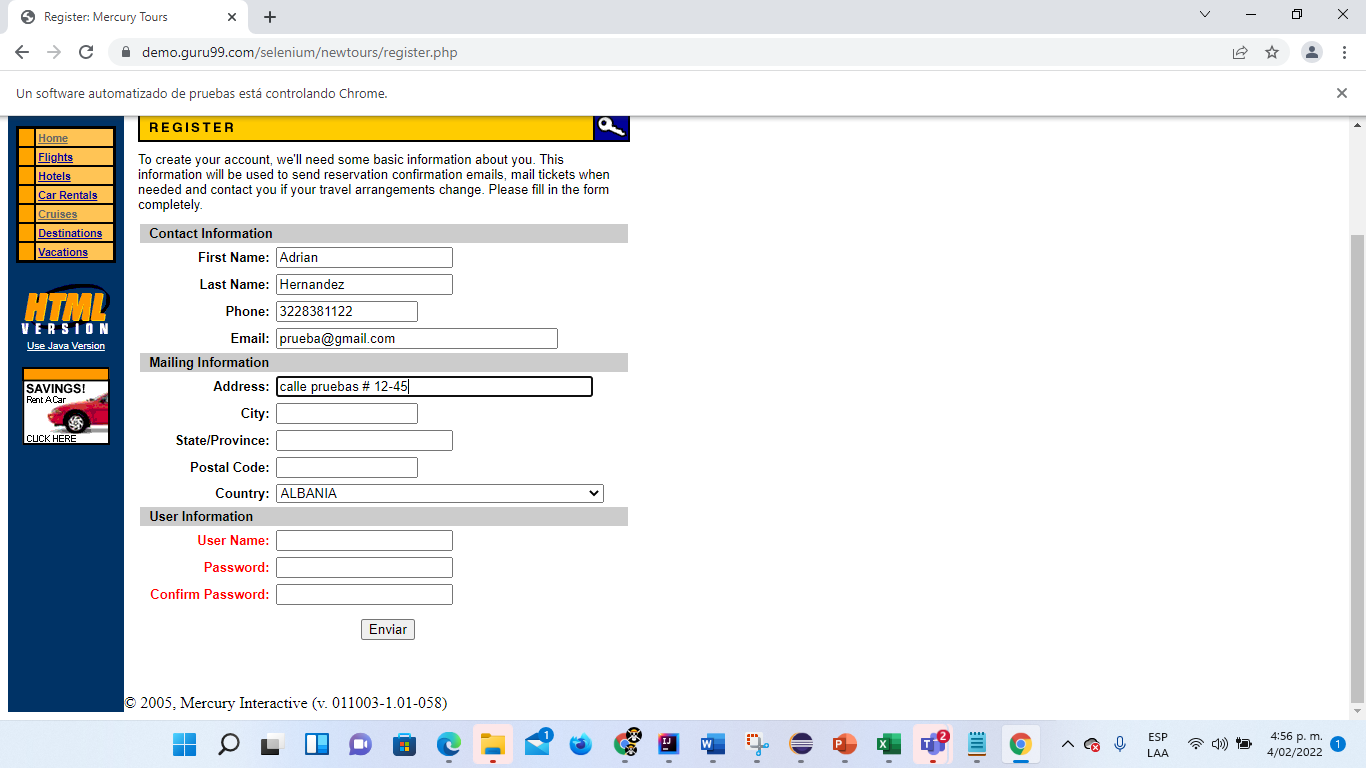 Register: Mercury Tours
demo.guru99.com/selenium/newtours/register.php
Un software automatizado de pruebas está controlando Chrome.
Home
Flights
Hotels
Car Rentals
Cruises
Destinations
Vacations
HTML
VERSION
Use Java Version
SAVINGS!
Rent A Car
CLICK HERE
REGISTER
To create your account, we'll need some basic information about you. This
information will be used to send reservation confirmation emails, mail tickets when
needed and contact you if your travel arrangements change. Please fill in the form
completely.
Contact Information
First Name: Adrian
Last Name: Hernandez
Phone: 3228381122
Email: prueba@gmail.com
Mailing Information
Address: calle pruebas # 12-45
City:
State/Province:
Postal Code:
Country: ALBANIA
User Information
User Name:
Password:
Confirm Password:
Enviar
© 2005, Mercury Interactive (v. 011003-1.01-058)
1
IJ
W
P
X
T
2
ESP
LAA
4:56 p. m.
4/02/2022
1